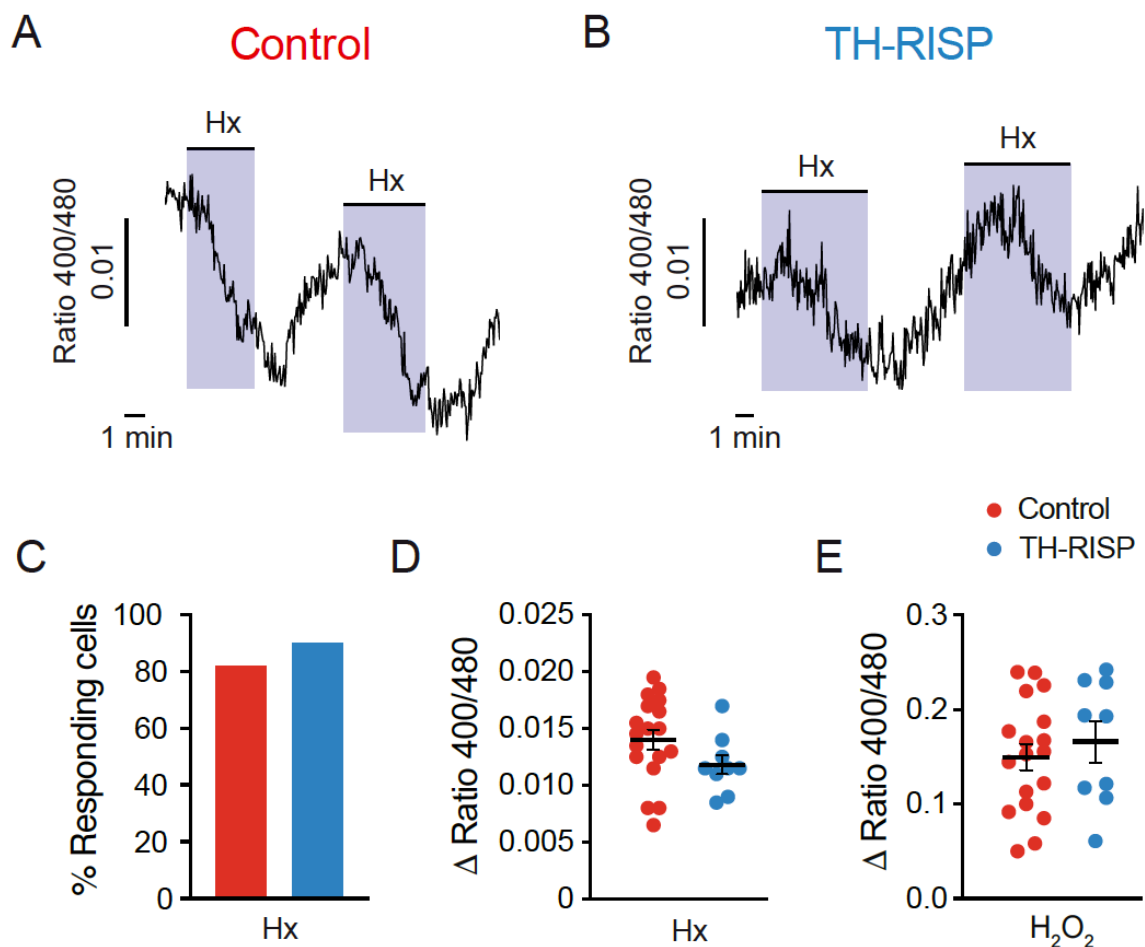 A
Control
B
TH-RISP
Hx
Hx
Ratio 400/480
0.01
1 min
Hx
Hx
Ratio 400/480
0.01
1 min
Control
TH-RISP
C
% Responding cells
100
80
60
40
20
0
Hx
D
Δ Ratio 400/480
0.025
0.020
0.015
0.010
0.005
0
Hx
E
Δ Ratio 400/480
0.3
0.2
0.1
0.0
H₂O₂